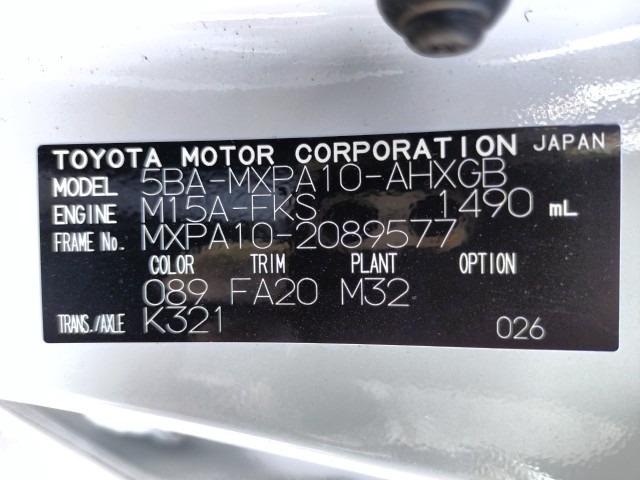 TOYOTA MOTOR CORPORATION JAPAN
MODEL 5BA-MXPA10-AHXGB
ENGINE M15A-FKS 1490 mL
FRAME No. MXPA10-2089577
COLOR TRIM PLANT OPTION
089 FA20 M32
TRANS./AXLE K321 026